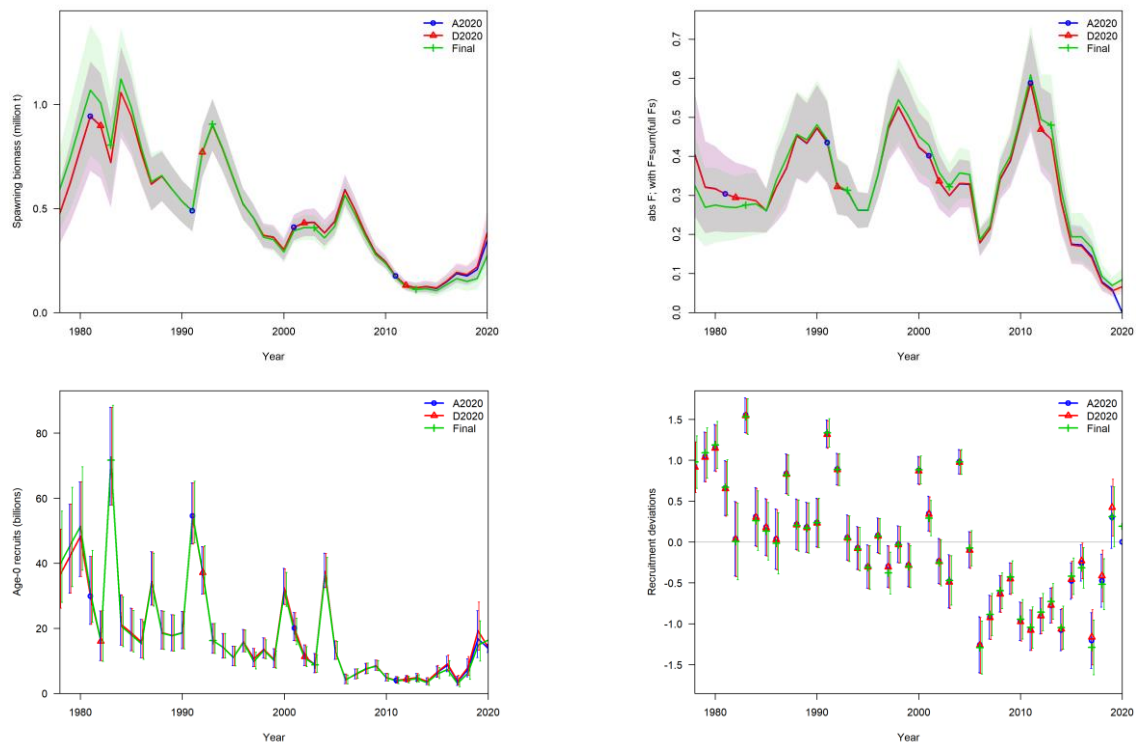 Spawning biomass (million t)
1.0
0.5
0.0
A2020
D2020
Final
1980 1990 2000 2010 2020
Year
abs F; with F=sum(full Fs)
0.7
0.6
0.5
0.4
0.3
0.2
0.1
0.0
A2020
D2020
Final
1980 1990 2000 2010 2020
Year
Age-0 recruits (billions)
80
60
40
20
0
A2020
D2020
Final
1980 1990 2000 2010 2020
Year
Recruitment deviations
1.5
1.0
0.5
0.0
-0.5
-1.0
-1.5
A2020
D2020
Final
1980 1990 2000 2010 2020
Year